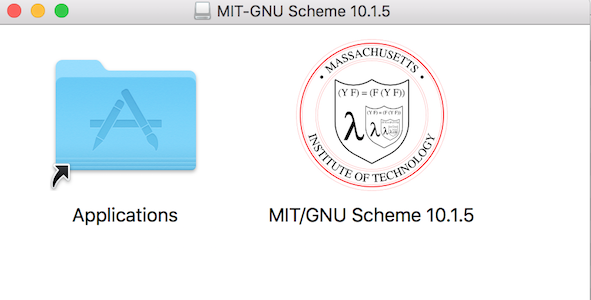 MIT-GNU Scheme 10.1.5
MASSACHUSETTS
(Y F) = (F (Y F))
(Y F) = (F (Y F))
λ λ λ
INSTITUTE OF TECHNOLOGY
Applications
MIT/GNU Scheme 10.1.5